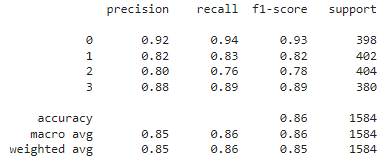 precision recall f1-score support
0 0.92 0.94 0.93 398
1 0.82 0.83 0.82 402
2 0.80 0.76 0.78 404
3 0.88 0.89 0.89 380
accuracy 0.86 1584
macro avg 0.85 0.86 0.86 1584
weighted avg 0.85 0.86 0.85 1584